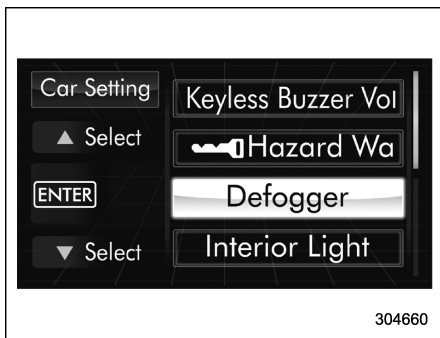 Car Setting
Keyless Buzzer Vol
▲ Select
Hazard Wa
ENTER
Defogger
▼ Select
Interior Light
304660